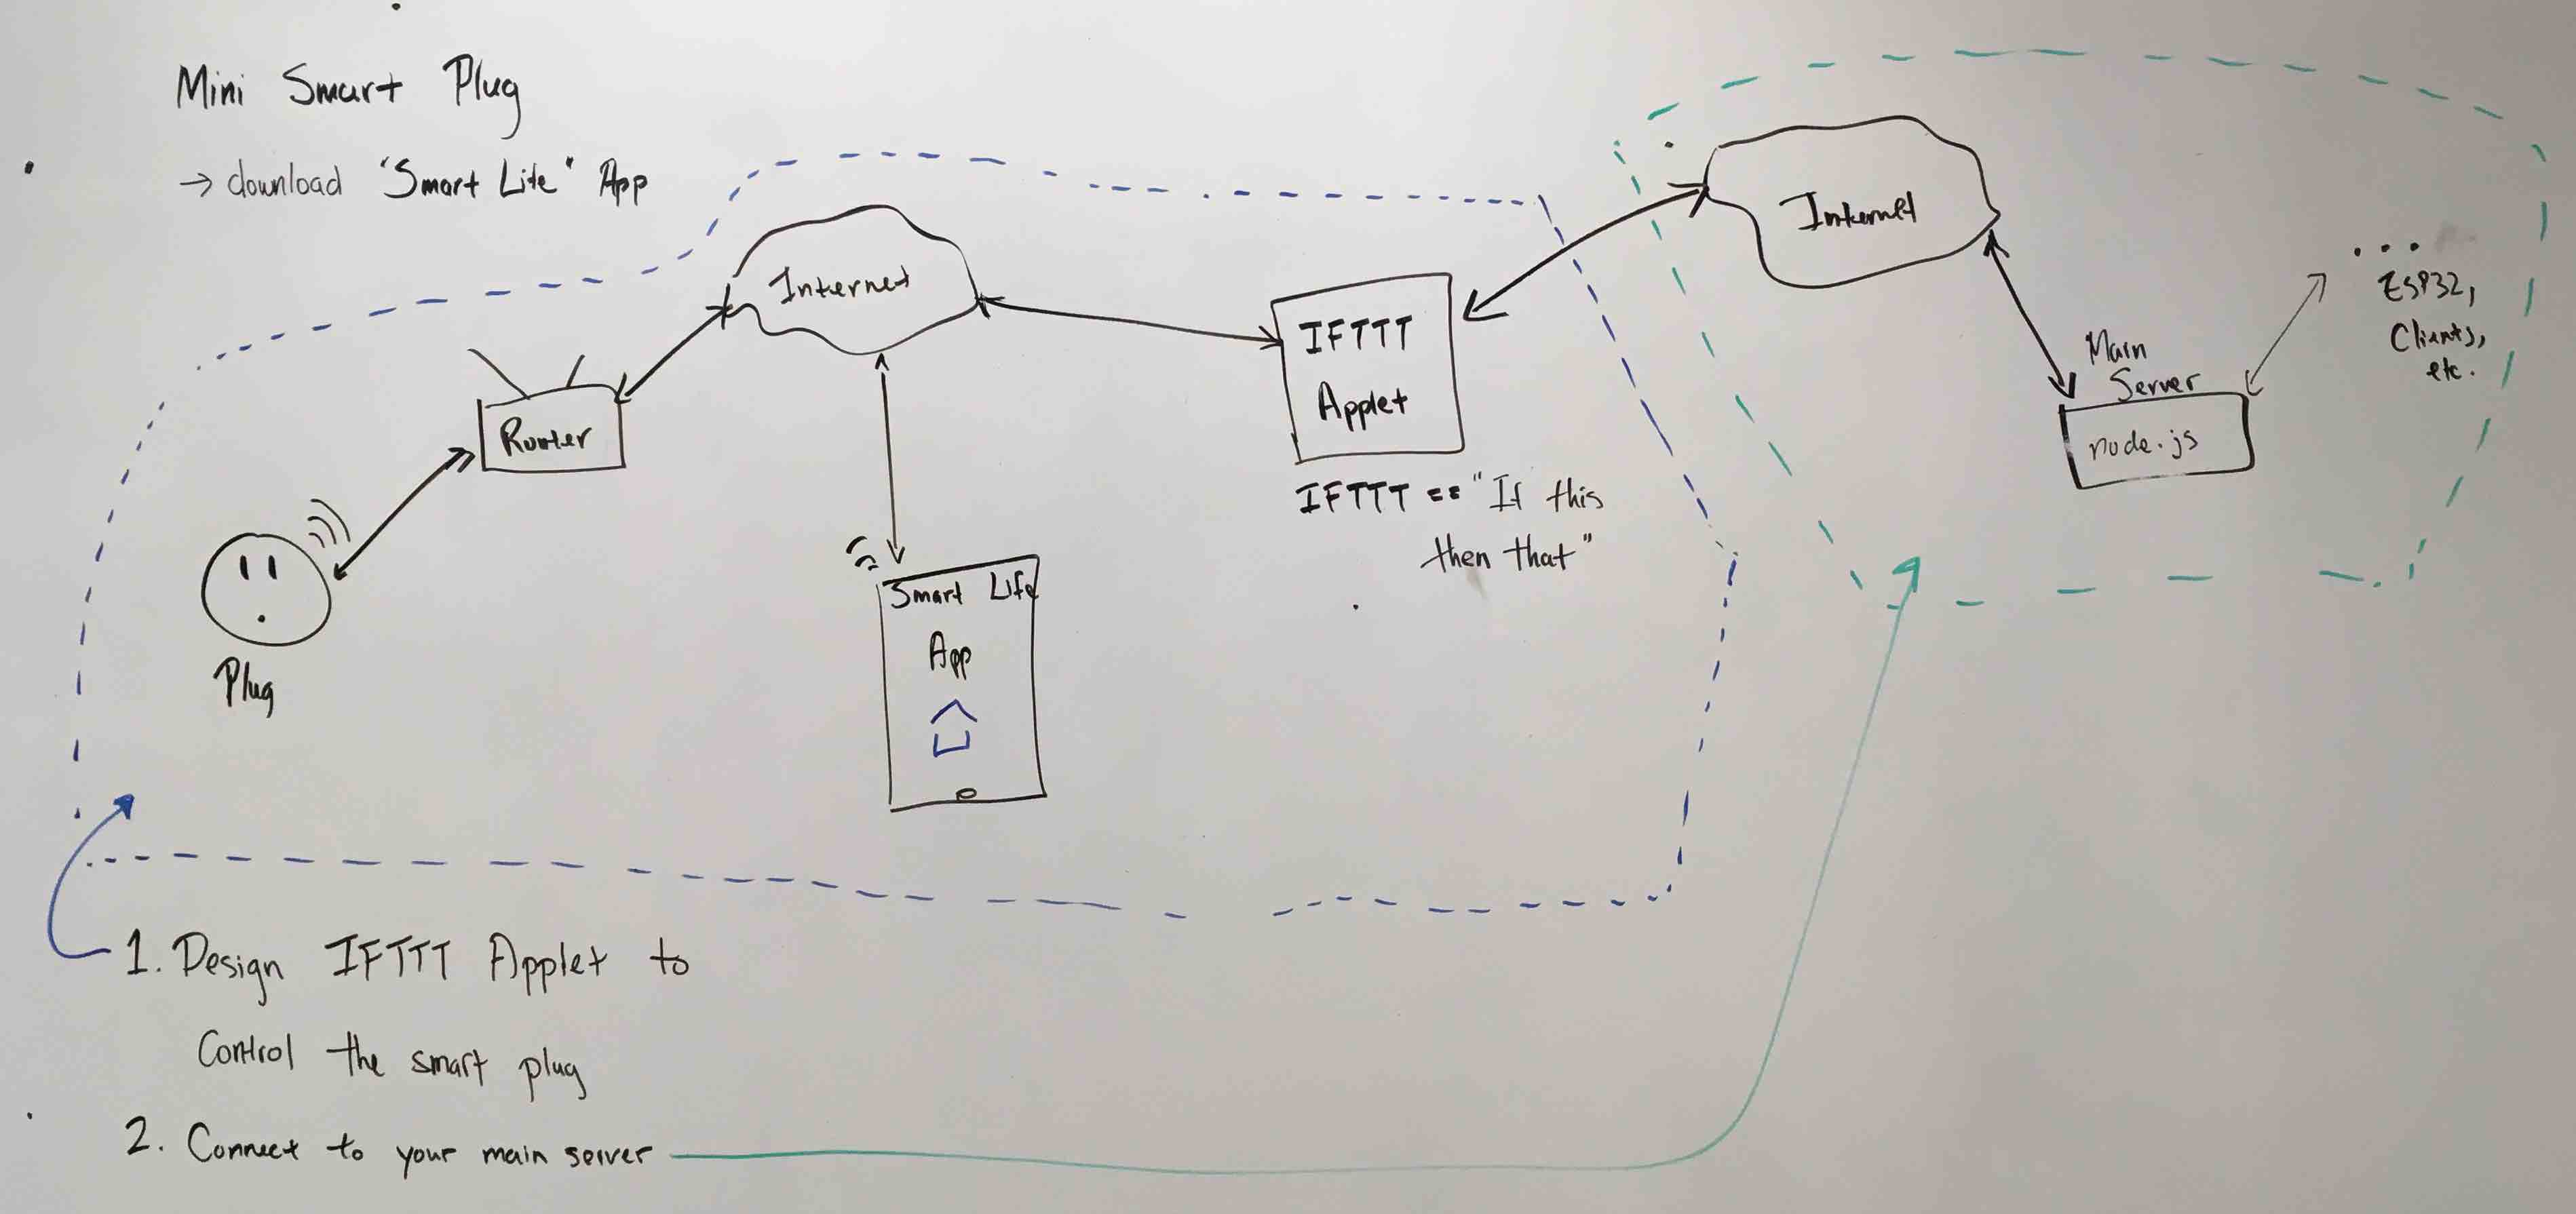 Mini Smart Plug
→ download "Smart Life" App
Internet
Router
Plug
Smart Life
App
IFTTT
Applet
IFTTT == "If this
then that"
Internet
Main
Server
node.js
...
ESP32,
Clients,
etc.
1. Design IFTTT Applet to
Control the smart plug
2. Connect to your main server